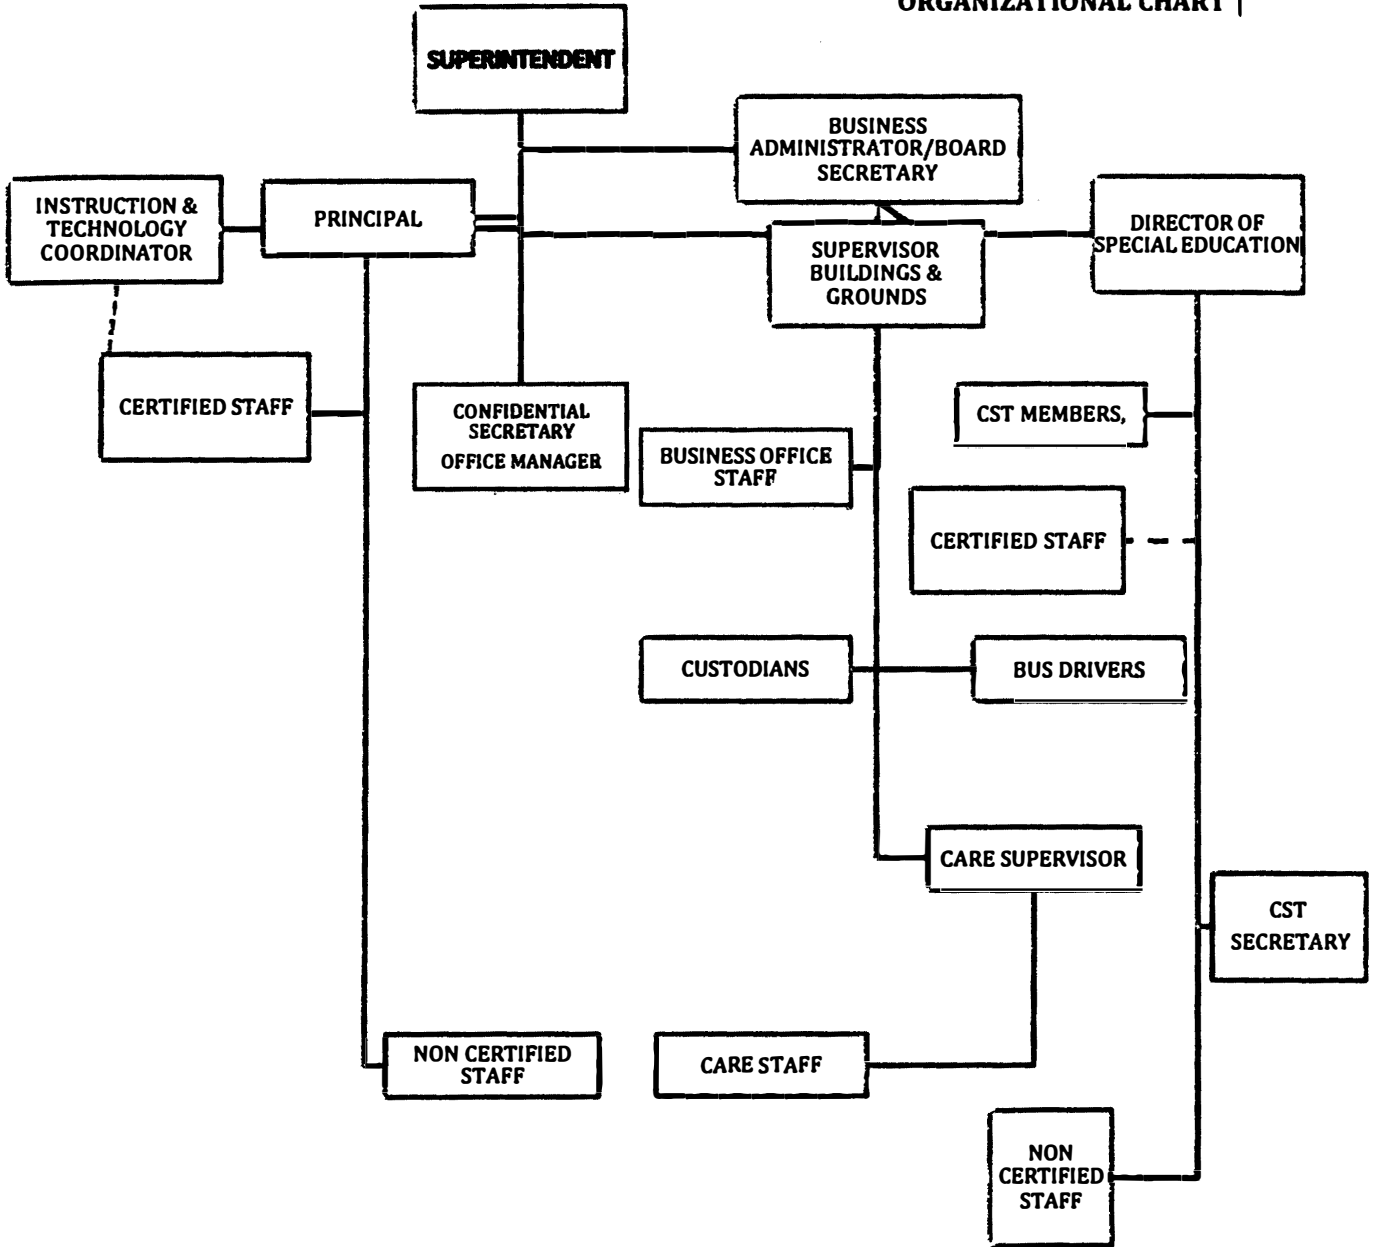 ORGANIZATIONAL CHART
SUPERINTENDENT
BUSINESS
ADMINISTRATOR/BOARD
SECRETARY
INSTRUCTION &
TECHNOLOGY
COORDINATOR
PRINCIPAL
SUPERVISOR
BUILDINGS &
GROUNDS
DIRECTOR OF
SPECIAL EDUCATION
CERTIFIED STAFF
CONFIDENTIAL
SECRETARY
OFFICE MANAGER
BUSINESS OFFICE
STAFF
CST MEMBERS,
CERTIFIED STAFF
CUSTODIANS
BUS DRIVERS
CARE SUPERVISOR
CST
SECRETARY
NON CERTIFIED
STAFF
CARE STAFF
NON
CERTIFIED
STAFF